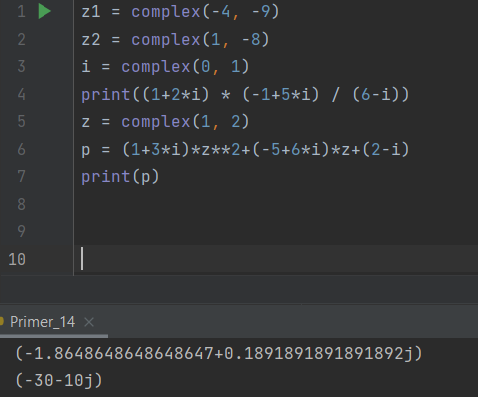 1 z1 = complex(-4, -9)
2 z2 = complex(1, -8)
3 i = complex(0, 1)
4 print((1+2*i) * (-1+5*i) / (6-i))
5 z = complex(1, 2)
6 p = (1+3*i)*z**2+(-5+6*i)*z+(2-i)
7 print(p)
8
9
10
Primer_14 ×
(-1.8648648648648647+0.1891891891891892j)
(-30-10j)